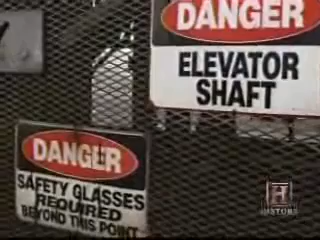 DANGER
ELEVATOR
SHAFT
DANGER
SAFETY GLASSES
REQUIRED
BEYOND THIS POINT
H
HISTORY